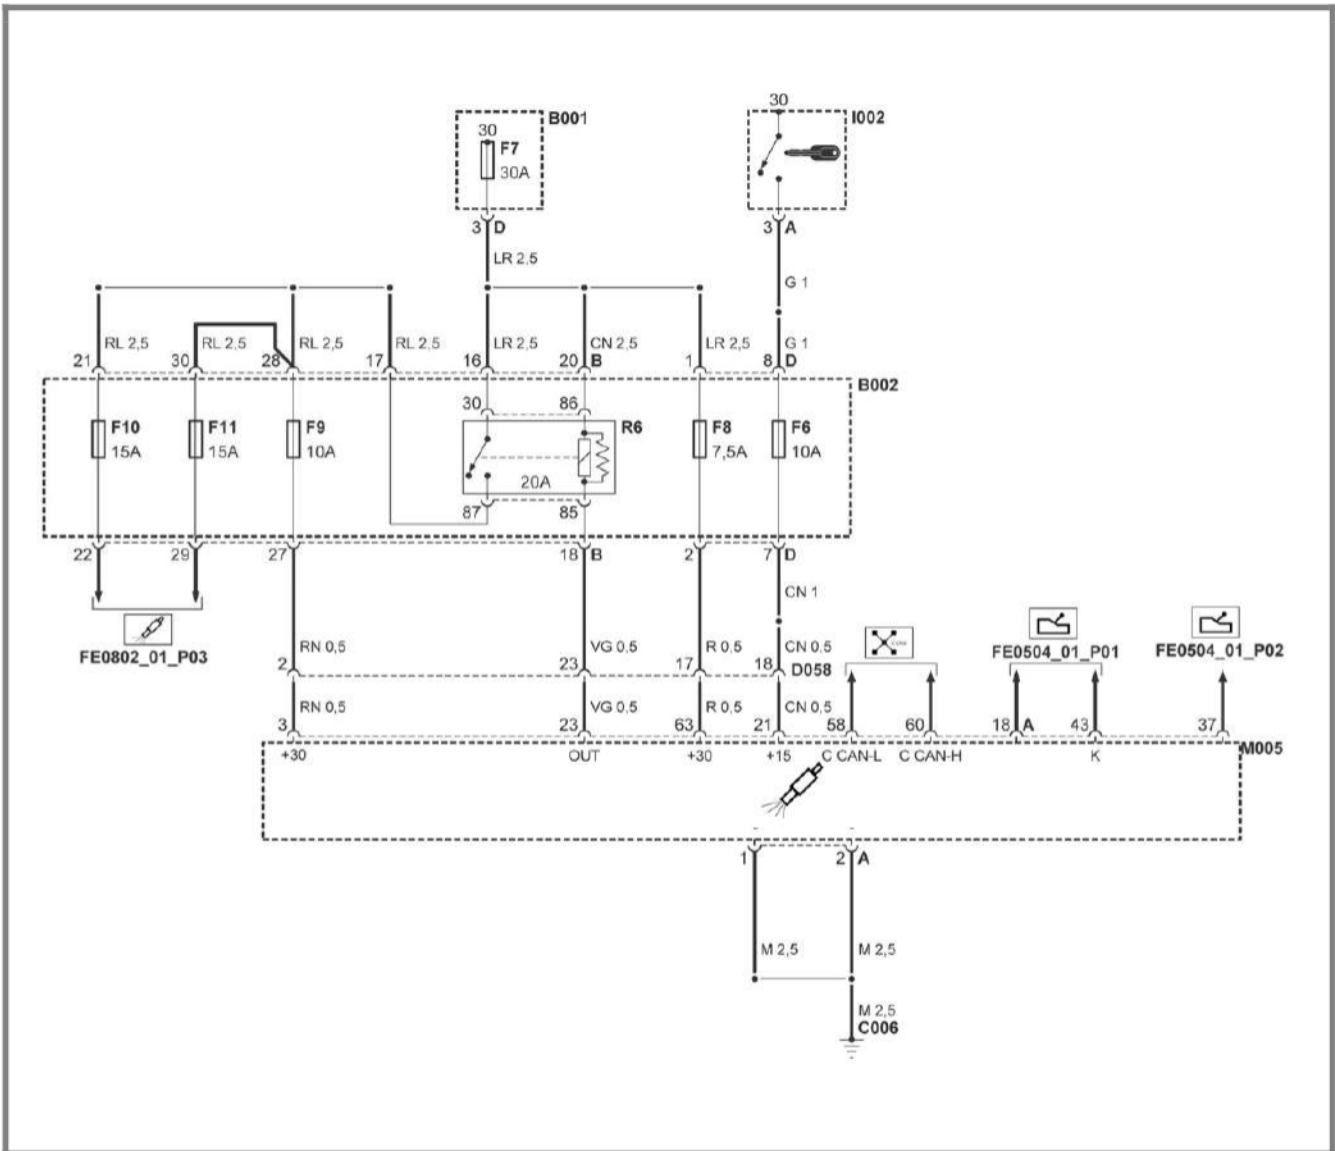 30
B001
30
I002
F7
30A
3 D
3 A
LR 2,5
G 1
RL 2,5
RL 2,5
RL 2,5
RL 2,5
LR 2,5
CN 2,5
LR 2,5
G 1
21
30
28
17
16
20 B
1
8 D
B002
30
86
F10
F11
F9
R6
F8
F6
15A
15A
10A
7,5A
10A
20A
87
85
22
29
27
18 B
2
7 D
CN 1
FE0802_01_P03
RN 0,5
VG 0,5
R 0,5
CN 0,5
FE0504_01_P01
FE0504_01_P02
2
23
17
18
D058
RN 0,5
VG 0,5
R 0,5
CN 0,5
3
23
63
21
58
60
18 A
43
37
M005
+30
OUT
+30
+15
C CAN-L
C CAN-H
K
1
2 A
M 2,5
M 2,5
M 2,5
C006